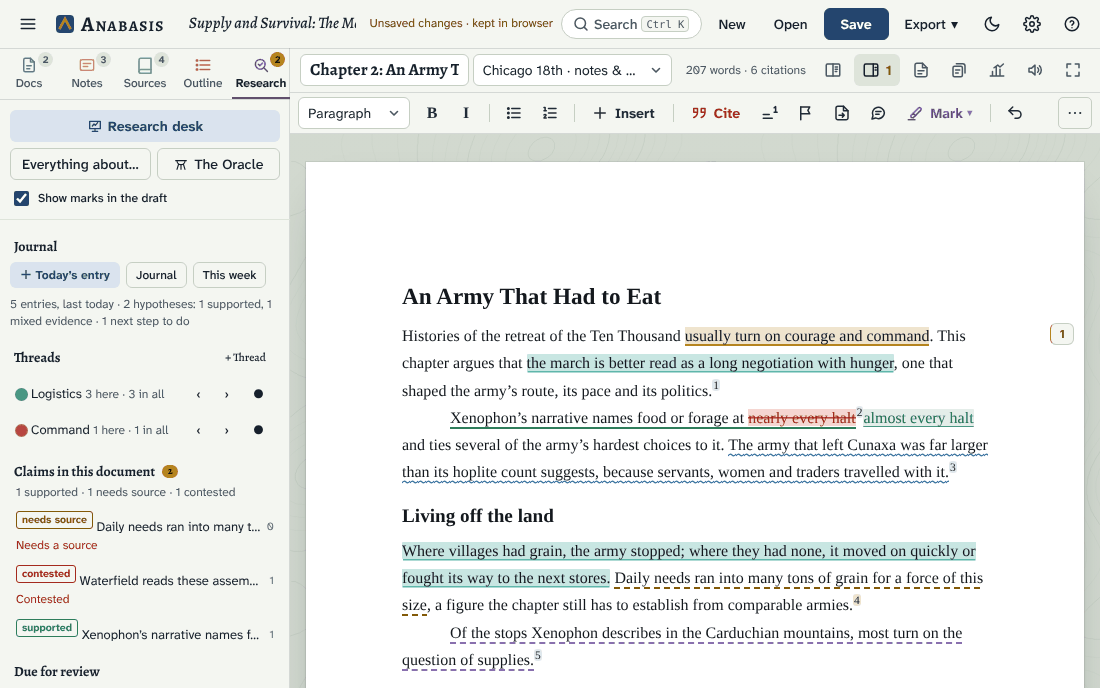 ANABASIS
Supply and Survival: The M
Unsaved changes · kept in browser
Search Ctrl K
New
Open
Save
Export ▾
Docs 2
Notes 3
Sources 4
Outline
Research 2
Chapter 2: An Army T
Chicago 18th · notes & ...
207 words · 6 citations
1
Paragraph
B
I
+ Insert
Cite
1
Mark ▾
...
Research desk
Everything about...
The Oracle
Show marks in the draft
Journal
+ Today's entry
Journal
This week
5 entries, last today · 2 hypotheses: 1 supported, 1
mixed evidence · 1 next step to do
Threads
+ Thread
Logistics 3 here · 3 in all ‹ ›
Command 1 here · 1 in all ‹ ›
Claims in this document 2
1 supported · 1 needs source · 1 contested
needs source Daily needs ran into many t... 0
Needs a source
contested Waterfield reads these assem... 1
Contested
supported Xenophon's narrative names f... 1
Due for review
An Army That Had to Eat
Histories of the retreat of the Ten Thousand usually turn on courage and command. This
chapter argues that the march is better read as a long negotiation with hunger, one that
shaped the army’s route, its pace and its politics.1
Xenophon’s narrative names food or forage at nearly every halt2almost every halt
and ties several of the army’s hardest choices to it. The army that left Cunaxa was far larger
than its hoplite count suggests, because servants, women and traders travelled with it.3
Living off the land
Where villages had grain, the army stopped; where they had none, it moved on quickly or
fought its way to the next stores. Daily needs ran into many tons of grain for a force of this
size, a figure the chapter still has to establish from comparable armies.4
Of the stops Xenophon describes in the Carduchian mountains, most turn on the
question of supplies.5
1